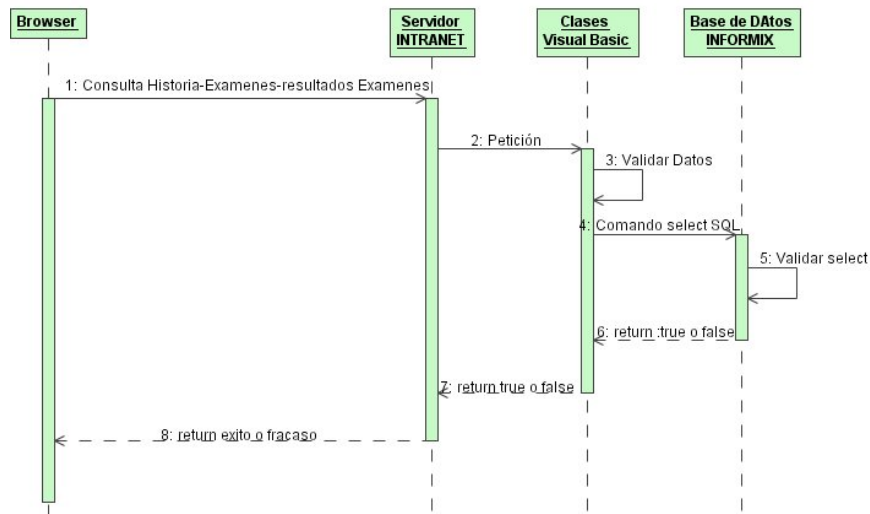 Browser
Servidor
INTRANET
Clases
Visual Basic
Base de DAtos
INFORMIX
1: Consulta Historia-Examenes-resultados Examenes
2: Petición
3: Validar Datos
4: Comando select SQL
5: Validar select
6: return :true o false
7: return true o false
8: return exito o fracaso